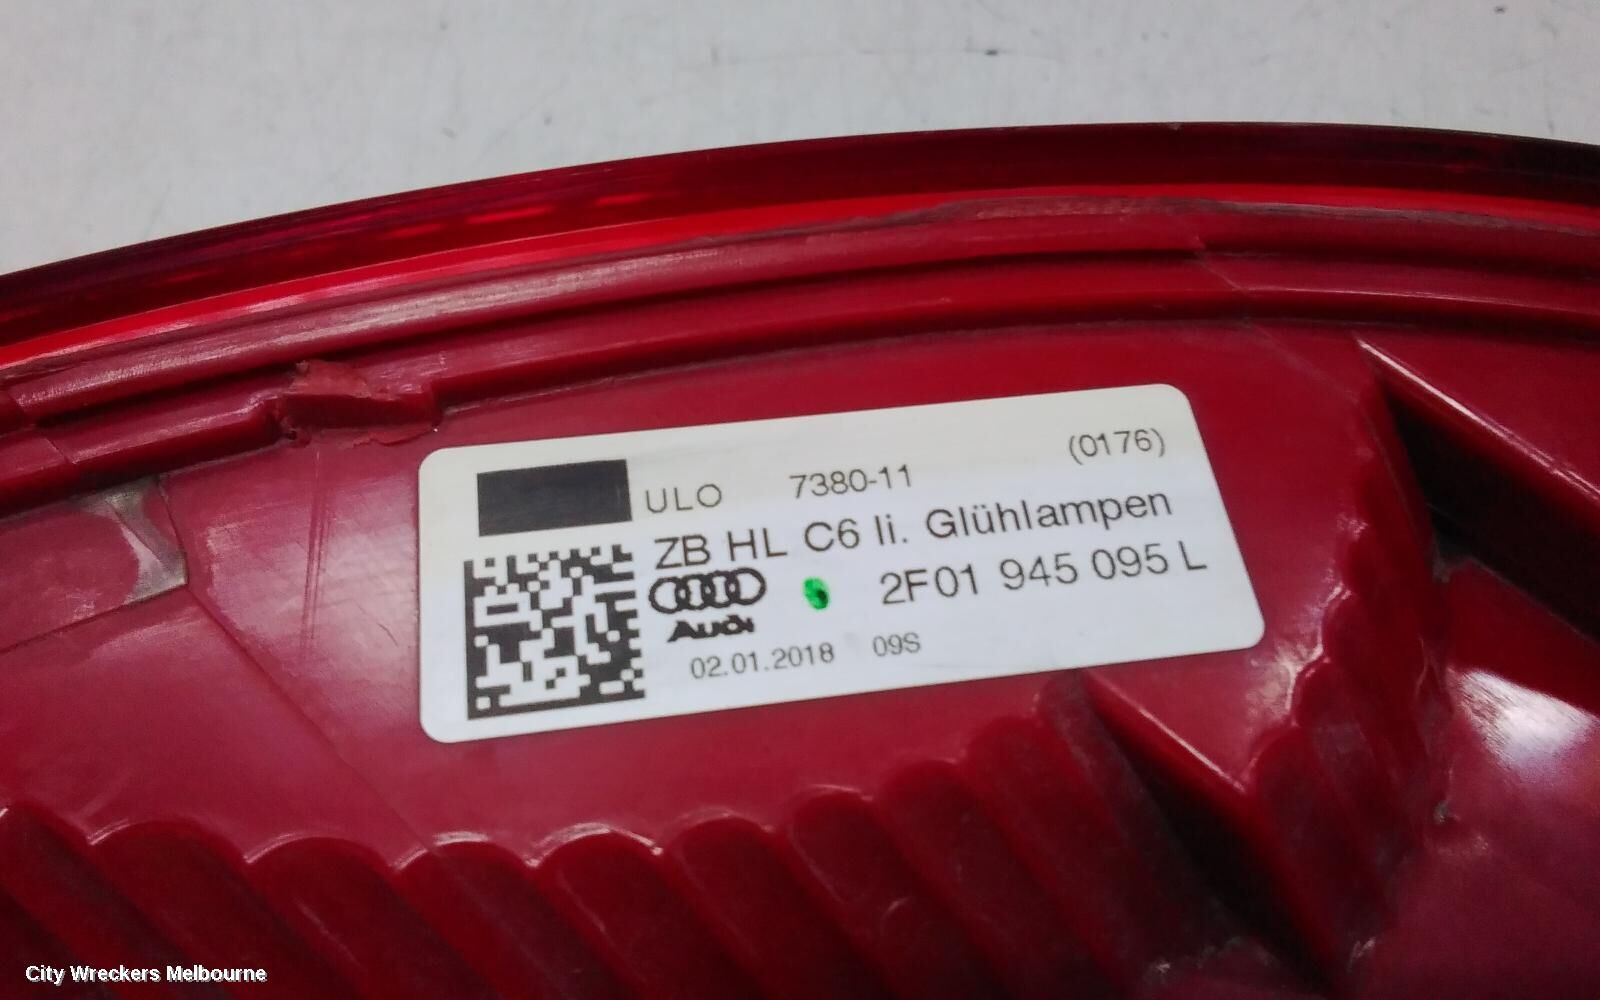 ULO 7380-11 (0176)
ZB HL C6 li. Glühlampen
2F01 945 095 L
Audi
02.01.2018 09S
City Wreckers Melbourne